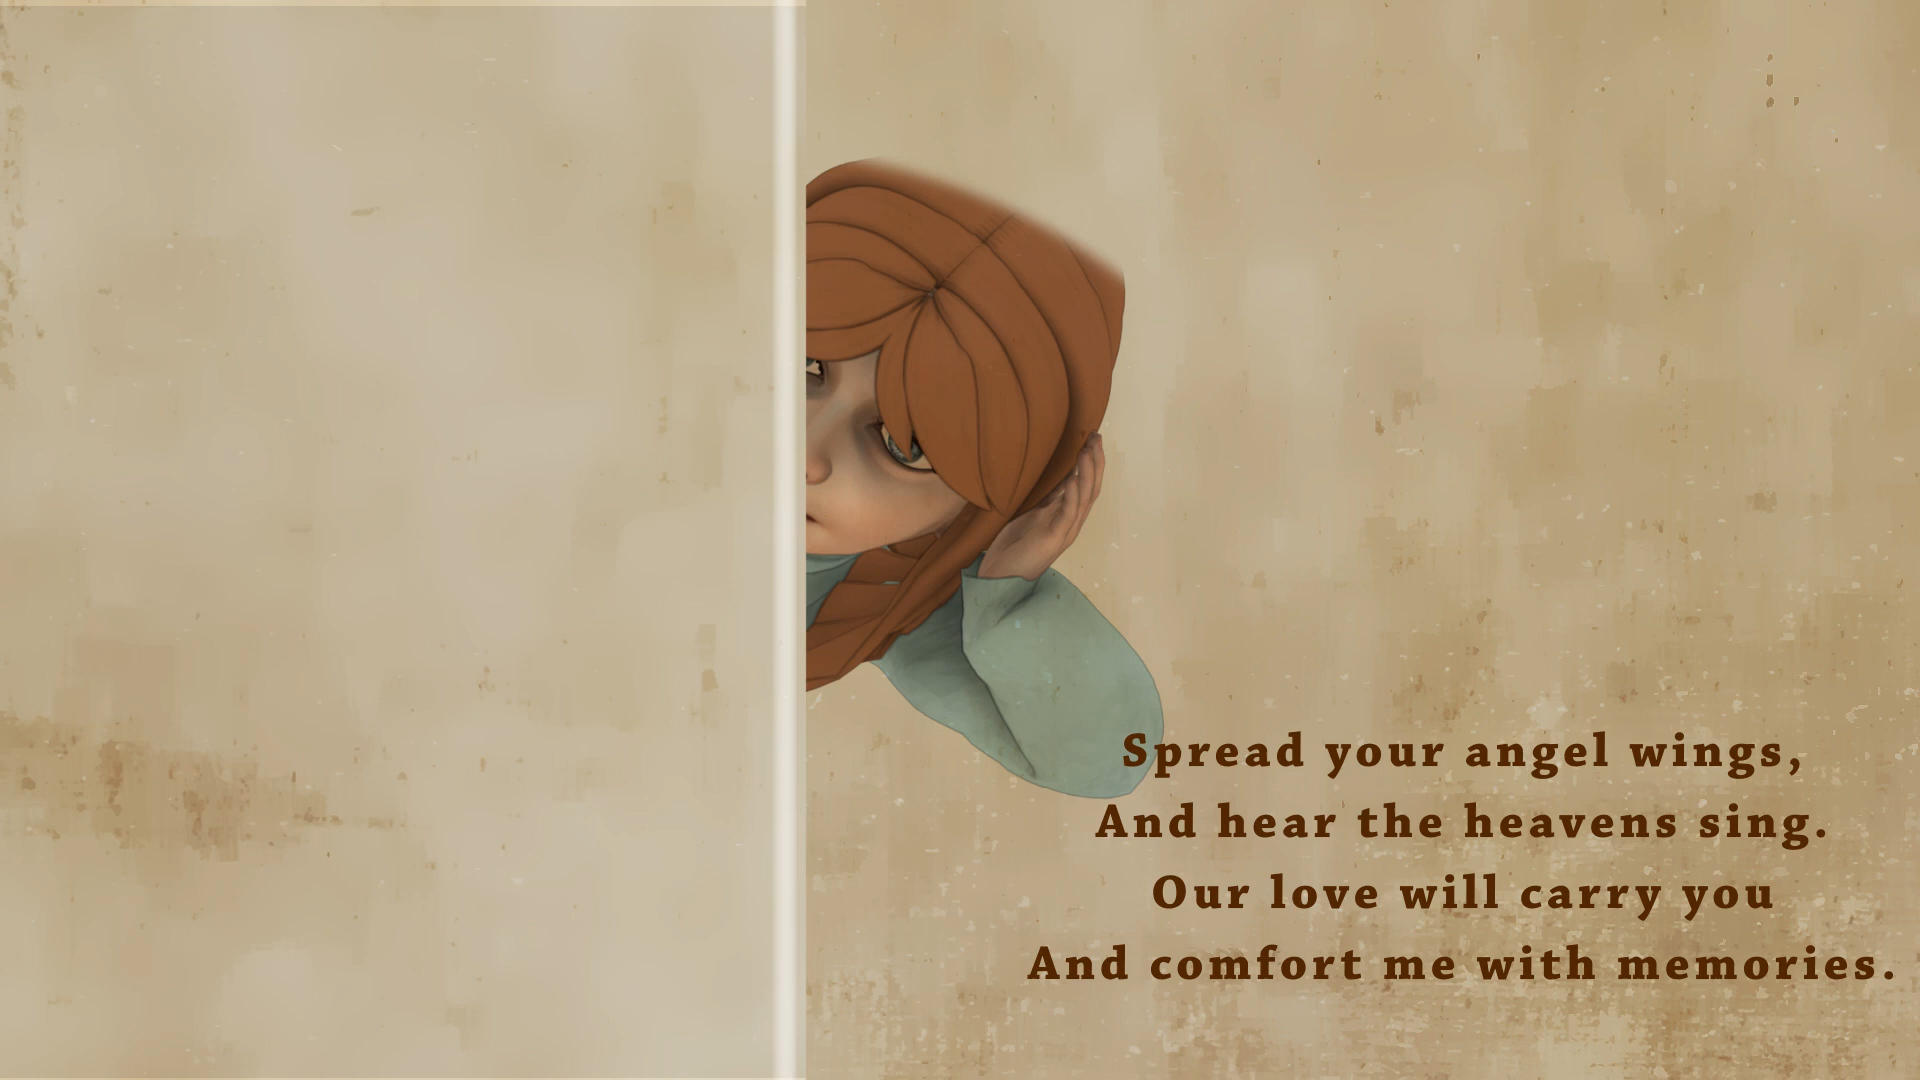 Spread your angel wings,
And hear the heavens sing.
Our love will carry you
And comfort me with memories.